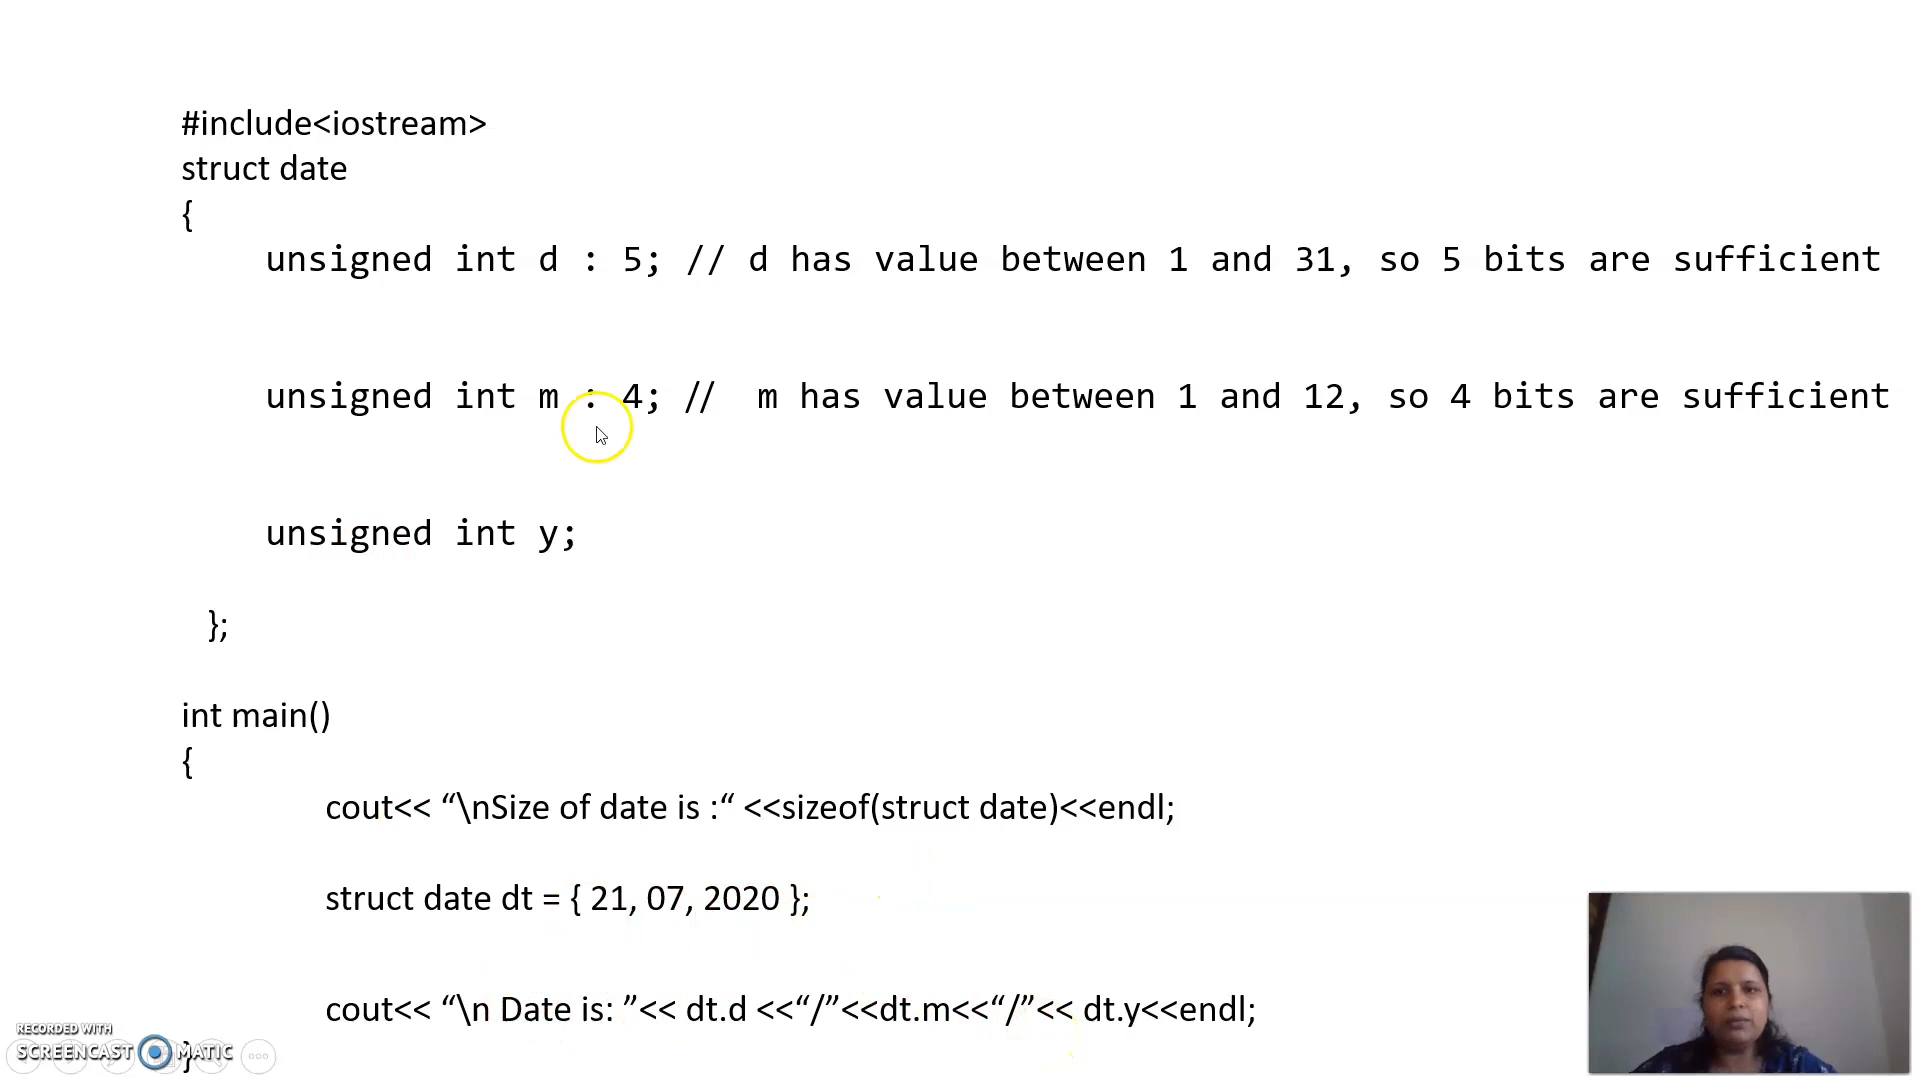 #include<iostream>
struct date
{
unsigned int d : 5; // d has value between 1 and 31, so 5 bits are sufficient
unsigned int m : 4; //  m has value between 1 and 12, so 4 bits are sufficient
unsigned int y;
};
int main()
{
cout<< “\nSize of date is :“ <<sizeof(struct date)<<endl;
struct date dt = { 21, 07, 2020 };
cout<< “\n Date is: ”<< dt.d <<“/”<<dt.m<<“/”<< dt.y<<endl;
}
RECORDED WITH
SCREENCAST MATIC